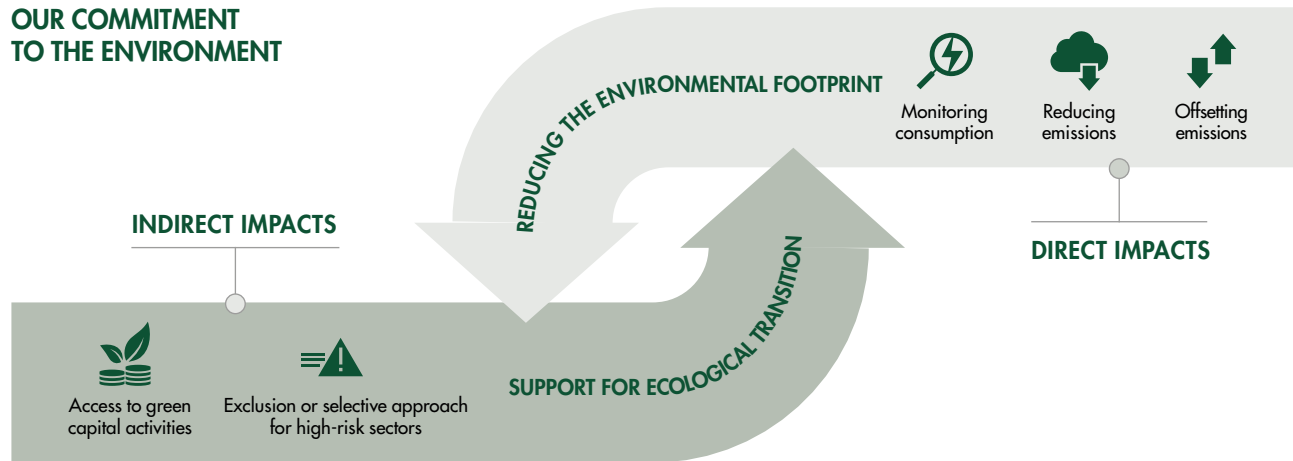 OUR COMMITMENT
TO THE ENVIRONMENT
REDUCING THE ENVIRONMENTAL FOOTPRINT
Monitoring
consumption
Reducing
emissions
Offsetting
emissions
DIRECT IMPACTS
INDIRECT IMPACTS
Access to green
capital activities
Exclusion or selective approach
for high-risk sectors
SUPPORT FOR ECOLOGICAL TRANSITION